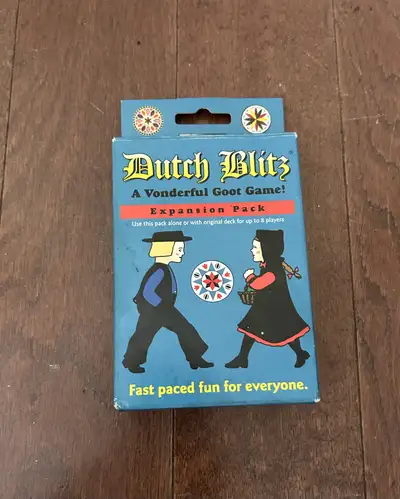 Dutch Blitz
A Vonderful Goot Game!
Expansion Pack
Use this pack alone or with original deck for up to 8 players
Fast paced fun for everyone.